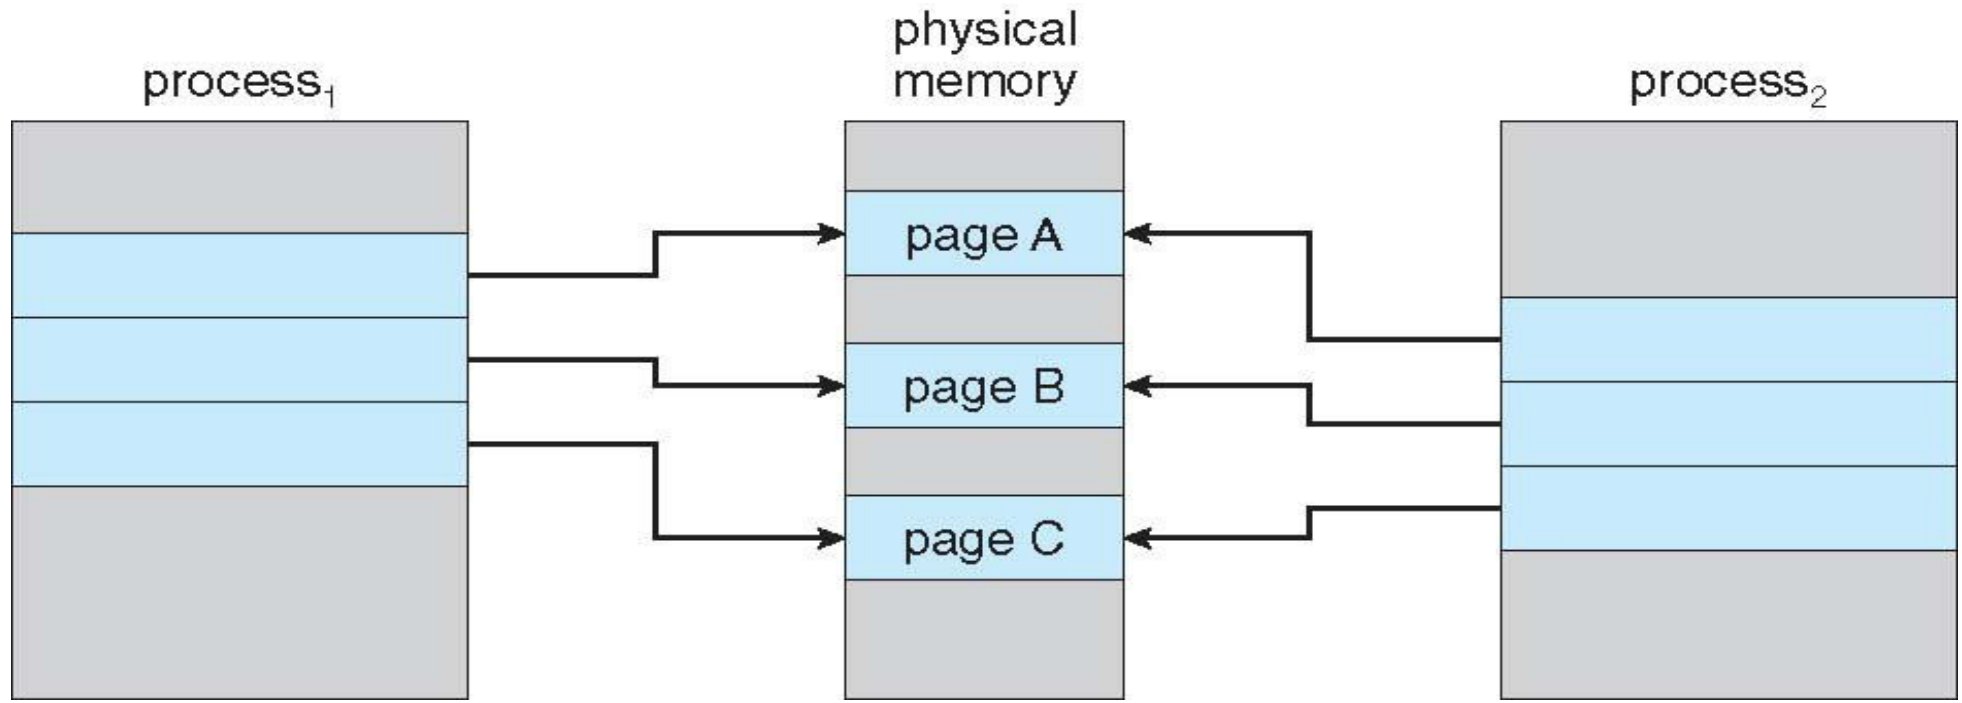 process₁
physical
memory
process₂
page A
page B
page C